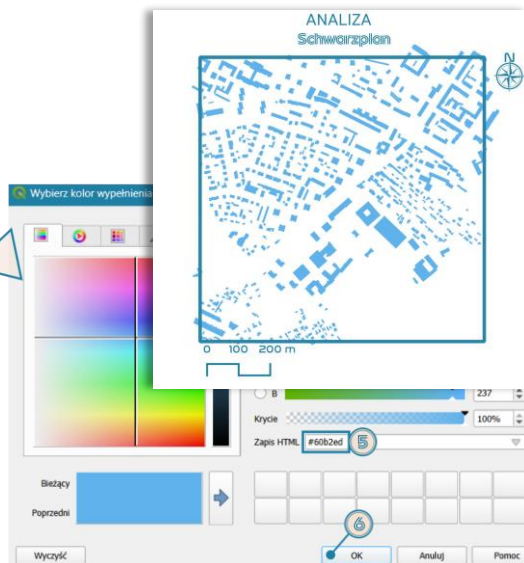 ANALIZA
Schwarzplan
N
0 100 200 m
Wybierz kolor wypełnienia
B
237
Krycie
100%
Zapis HTML
#60b2ed
5
Bieżący
Poprzedni
6
Wyczyść
OK
Anuluj
Pomoc